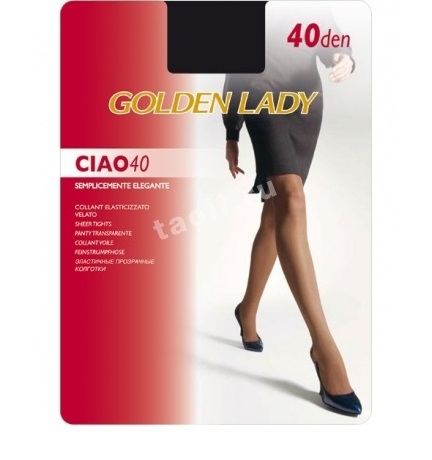 40den
GOLDEN LADY
CIAO40
SEMPLICEMENTE ELEGANTE
COLLANT ELASTICIZZATO
VELATO
SHEER TIGHTS
PANTY TRANSPARENTE
COLLANT VOILE
FEINSTRUMPFHOSE
ЭЛАСТИЧНЫЕ ПРОЗРАЧНЫЕ
КОЛГОТКИ